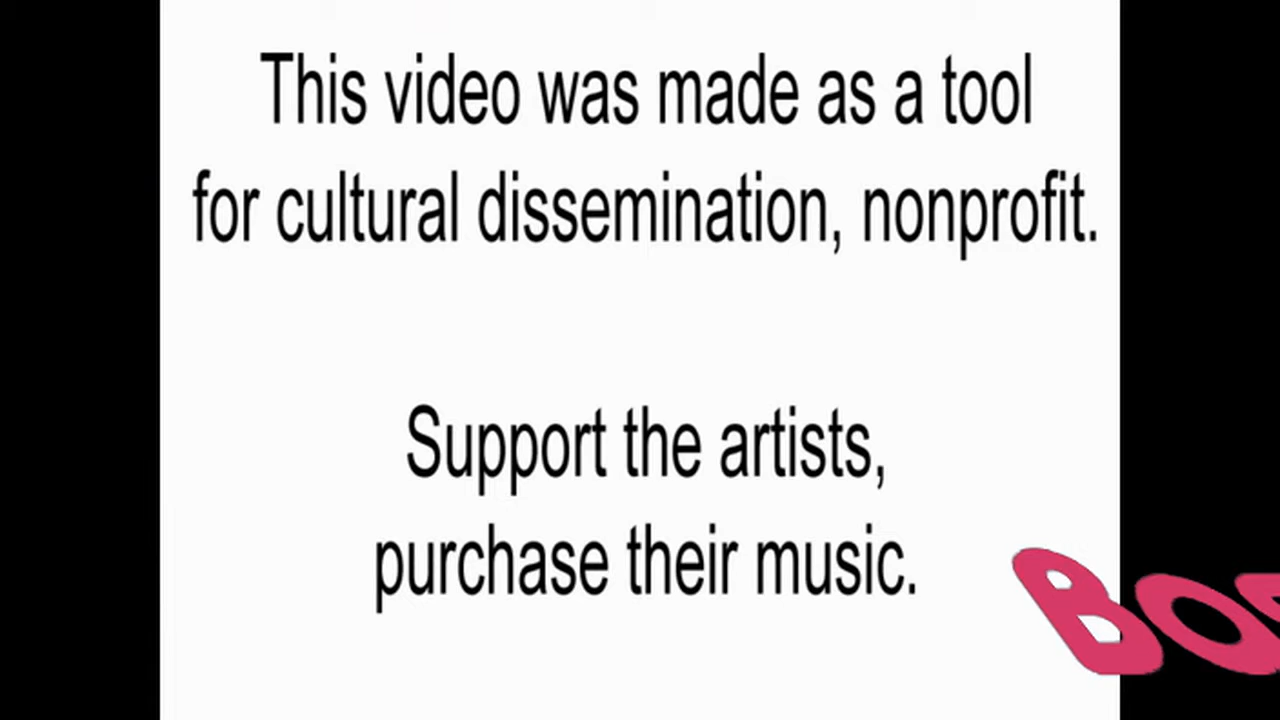 This video was made as a tool
for cultural dissemination, nonprofit.
Support the artists,
purchase their music.